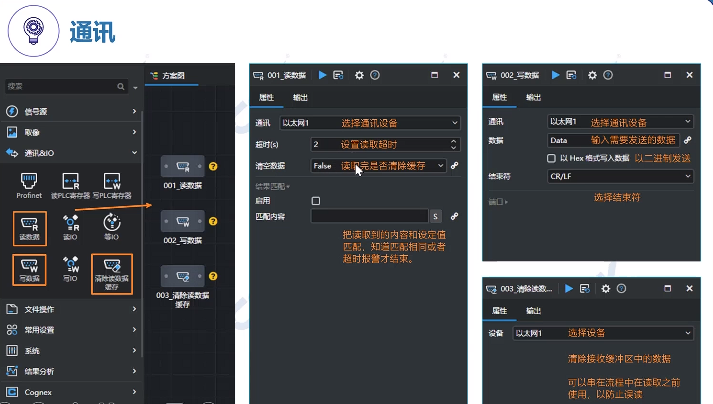 通讯
搜索
信号源
取像
通讯&IO
Profinet
读PLC寄存器
写PLC寄存器
读数据
读IO
等IO
写数据
写IO
清除读数据
缓存
文件操作
常用设置
系统
结果分析
Cognex
方案图
001_读数据
002_写数据
003_清除读数据
缓存
001_读数据
属性
输出
通讯
以太网1
选择通讯设备
超时(s)
2
设置读取超时
清空数据
False
读取完是否清除缓存
结果匹配
启用
匹配内容
S
把读取到的内容和设定值
匹配，知道匹配相同或者
超时报警才结束。
002_写数据
属性
输出
通讯
以太网1
选择通讯设备
数据
Data
输入需要发送的数据
以 Hex 格式写入数据
以二进制发送
结束符
CR/LF
选择结束符
端口
003_清除读数...
属性
输出
设备
以太网1
选择设备
清除接收缓冲区中的数据
可以串在流程中在读取之前
使用，以防止误读